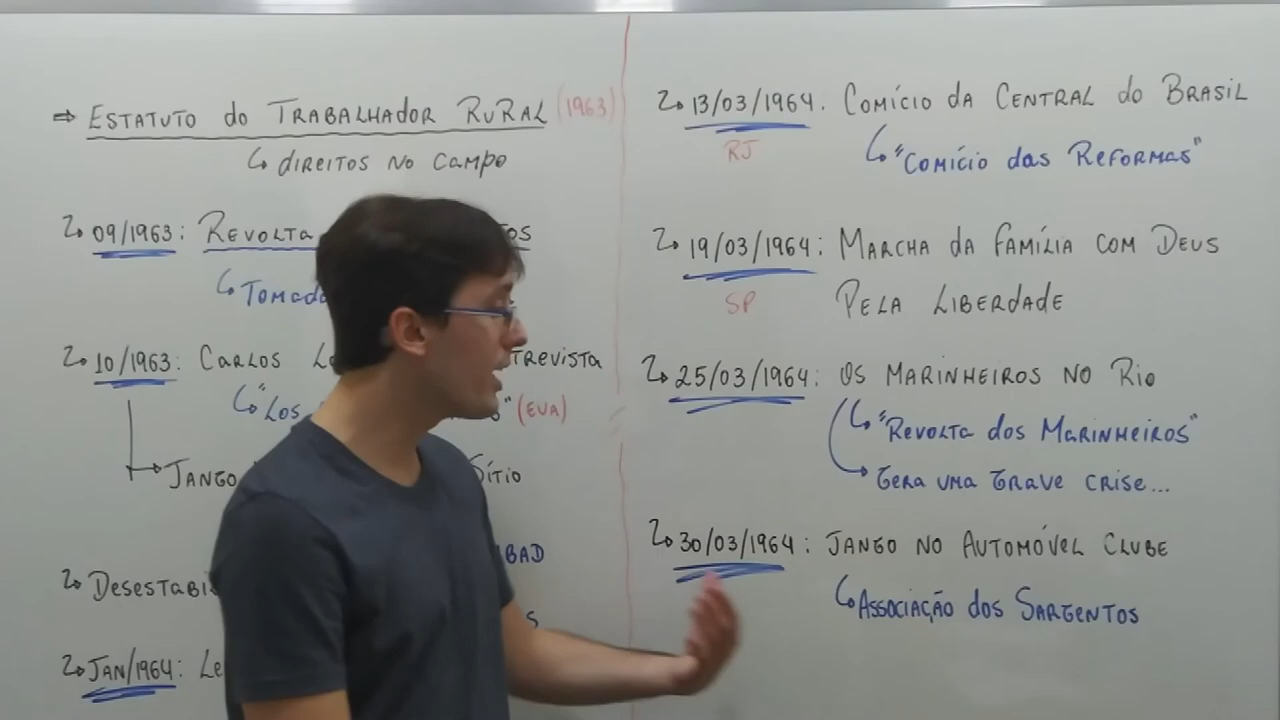 ⇒ ESTATUTO do TRABALHADOR RURAL (1963)
↳ DIREITOS NO CAMPO
↳ 09/1963: REVOLTA
↳ TOMADA
↳ 10/1963: CARLOS
↳ "LOS " (EUA)
JANGO SÍTIO
BAD
↳
↳ JAN/1964:
↳ 13/03/1964. COMÍCIO DA CENTRAL do BRASIL
RJ
↳ "COMÍCIO das REFORMAS"
↳ 19/03/1964: MARCHA da FAMÍLIA COM DEUS
SP
PELA LIBERDADE
↳ 25/03/1964: OS MARINHEIROS NO RIO
↳ "REVOLTA dos MARINHEIROS"
→ GERA UMA GRAVE CRISE...
↳ 30/03/1964: JANGO NO AUTOMÓVEL CLUBE
↳ ASSOCIAÇÃO dos SARGENTOS